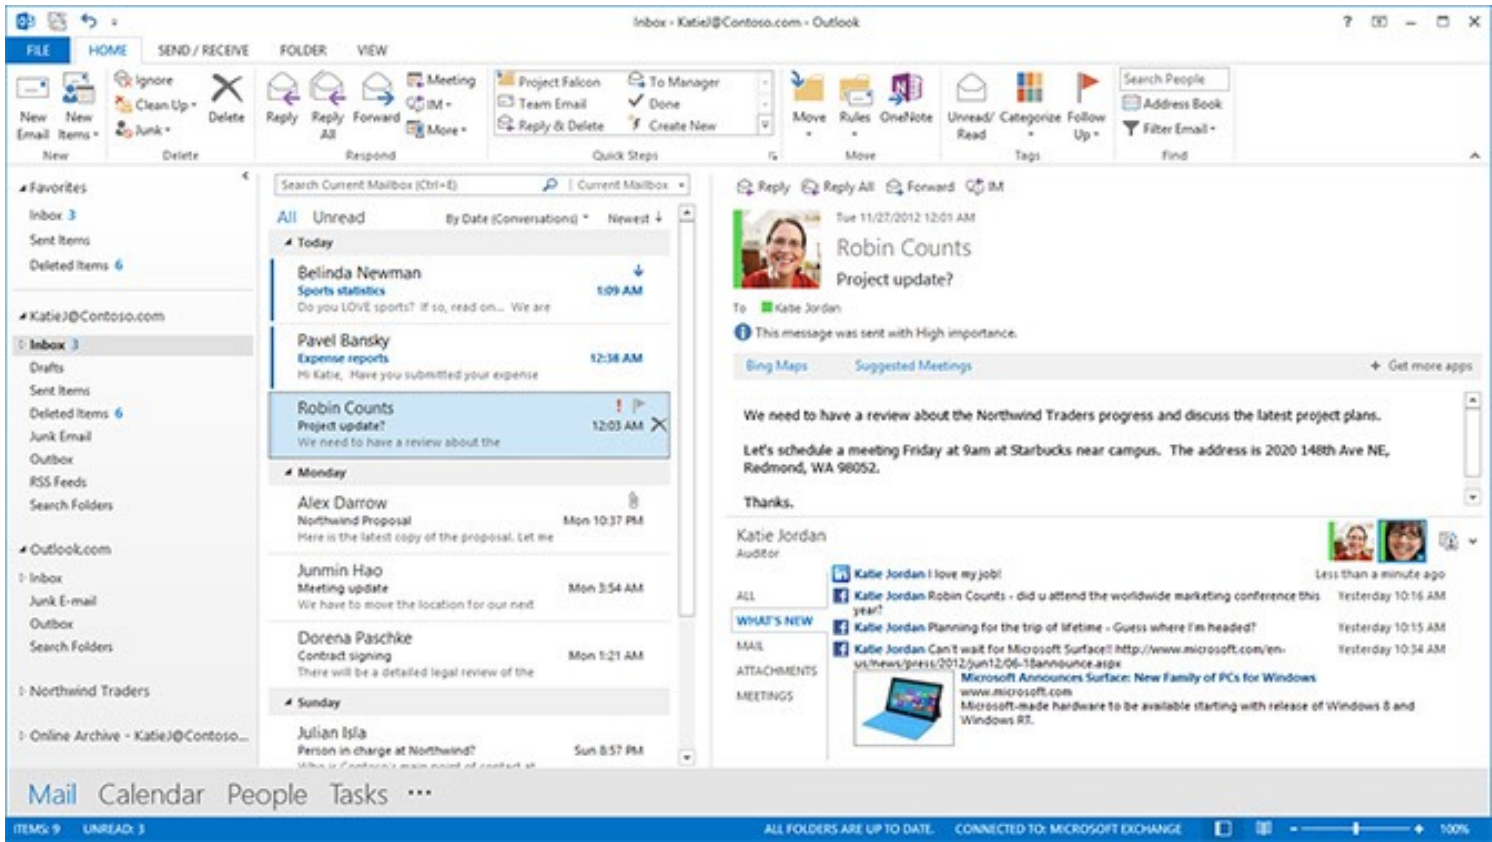 Inbox - KatieJ@Contoso.com - Outlook
FILE HOME SEND / RECEIVE FOLDER VIEW
New Email
New Items
Ignore
Clean Up
Junk
Delete
Reply
Reply All
Forward
Meeting
IM
More
Project Falcon
Team Email
Reply & Delete
To Manager
Done
Create New
Move
Rules
OneNote
Unread/ Read
Categorize
Follow Up
Search People
Address Book
Filter Email
New Delete Respond Quick Steps Move Tags Find
Favorites
Inbox 3
Sent Items
Deleted Items 6
KatieJ@Contoso.com
Inbox 3
Drafts
Sent Items
Deleted Items 6
Junk Email
Outbox
RSS Feeds
Search Folders
Outlook.com
Inbox
Junk E-mail
Outbox
Search Folders
Northwind Traders
Online Archive - KatieJ@Contoso...
Search Current Mailbox (Ctrl+E) Current Mailbox
All Unread By Date (Conversations) Newest
Today
Belinda Newman
Sports statistics 1:09 AM
Do you LOVE sports? If so, read on... We are
Pavel Bansky
Expense reports 12:38 AM
Hi Katie, Have you submitted your expense
Robin Counts
Project update? 12:03 AM
We need to have a review about the
Monday
Alex Darrow
Northwind Proposal Mon 10:37 PM
Here is the latest copy of the proposal. Let me
Junmin Hao
Meeting update Mon 3:54 AM
We have to move the location for our next
Dorena Paschke
Contract signing Mon 1:21 AM
There will be a detailed legal review of the
Sunday
Julian Isla
Person in charge at Northwind? Sun 8:57 PM
Who is Contoso's main point of contact at
Reply Reply All Forward IM
Tue 11/27/2012 12:01 AM
Robin Counts
Project update?
To Katie Jordan
This message was sent with High importance.
Bing Maps Suggested Meetings + Get more apps
We need to have a review about the Northwind Traders progress and discuss the latest project plans.
Let's schedule a meeting Friday at 9am at Starbucks near campus. The address is 2020 148th Ave NE,
Redmond, WA 98052.
Thanks.
Katie Jordan
Auditor
ALL
WHAT'S NEW
MAIL
ATTACHMENTS
MEETINGS
Katie Jordan I love my job! Less than a minute ago
Katie Jordan Robin Counts - did u attend the worldwide marketing conference this Yesterday 10:16 AM
year?
Katie Jordan Planning for the trip of lifetime - Guess where I'm headed? Yesterday 10:15 AM
Katie Jordan Can't wait for Microsoft Surface!! http://www.microsoft.com/en- Yesterday 10:34 AM
us/news/press/2012/jun12/06-18announce.aspx
Microsoft Announces Surface: New Family of PCs for Windows
www.microsoft.com
Microsoft-made hardware to be available starting with release of Windows 8 and
Windows RT.
Mail Calendar People Tasks ...
ITEMS: 9 UNREAD: 3 ALL FOLDERS ARE UP TO DATE. CONNECTED TO: MICROSOFT EXCHANGE 100%